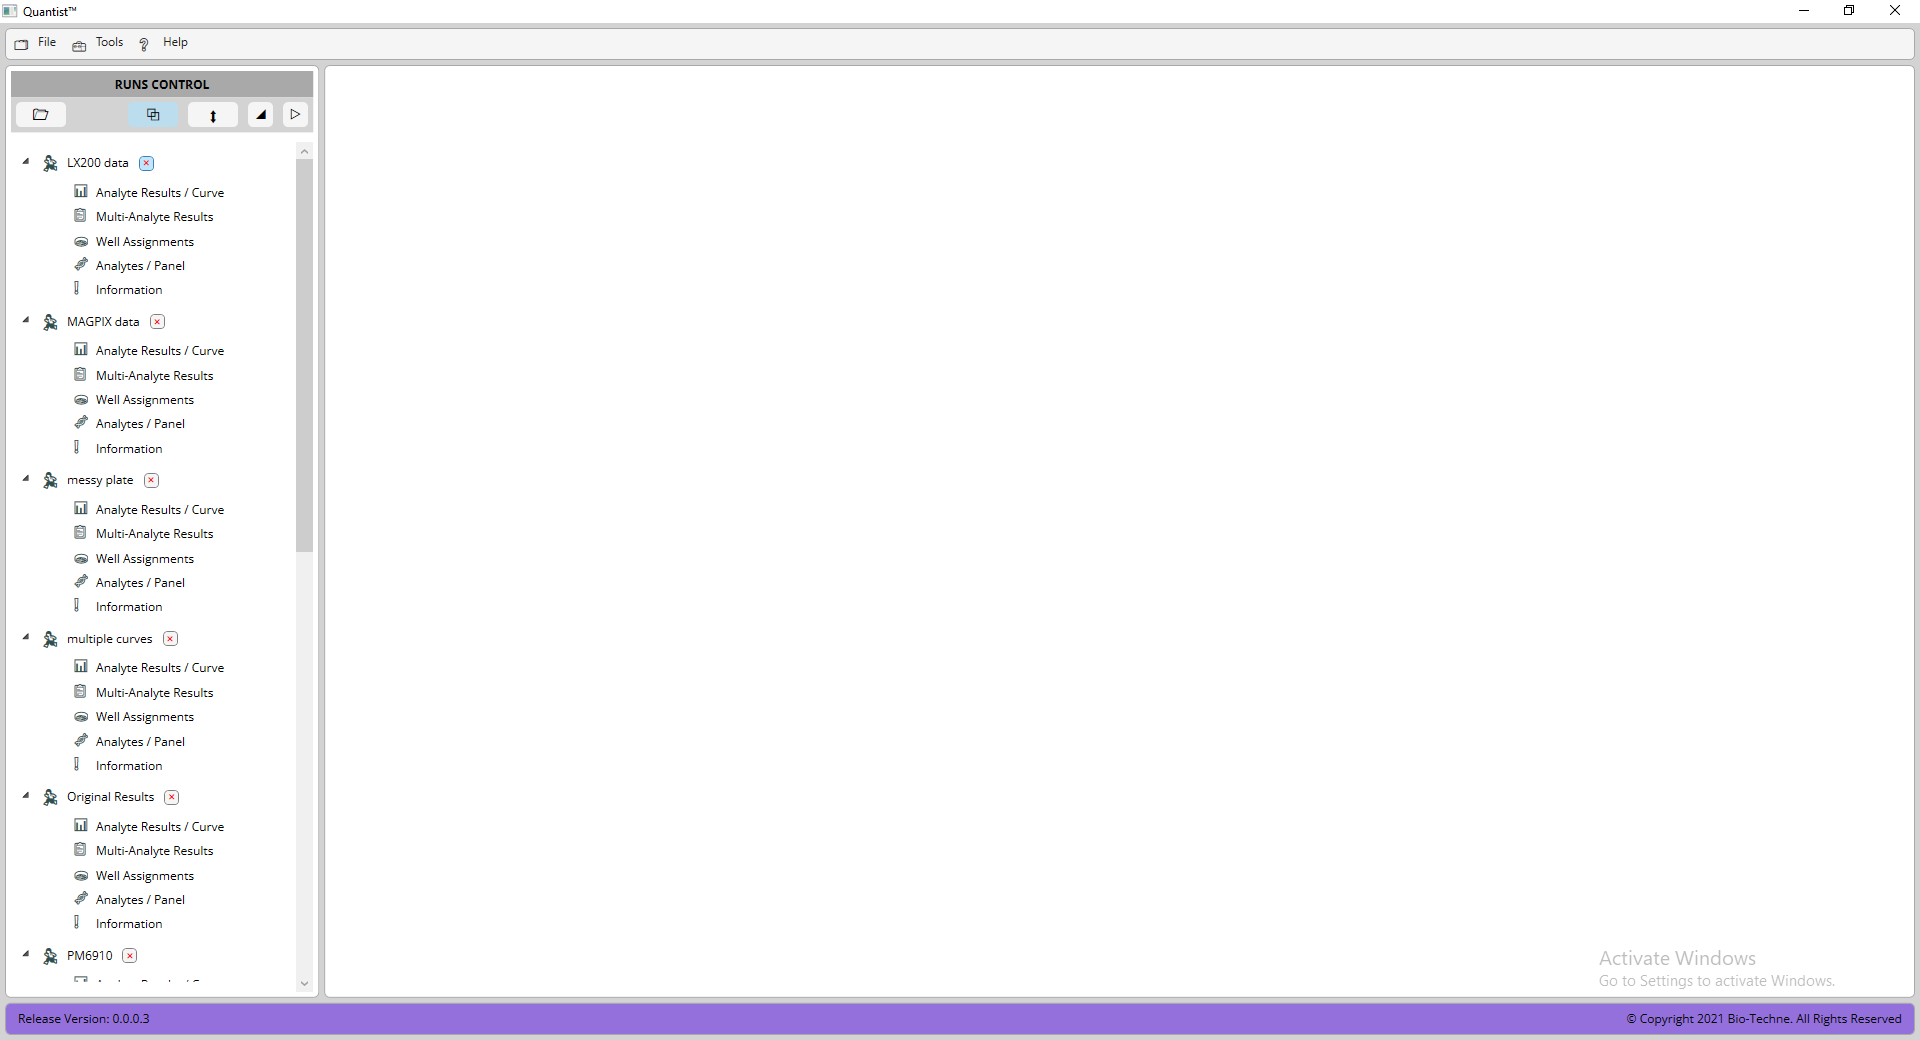 Quantist™
File Tools Help
RUNS CONTROL
LX200 data
Analyte Results / Curve
Multi-Analyte Results
Well Assignments
Analytes / Panel
Information
MAGPIX data
Analyte Results / Curve
Multi-Analyte Results
Well Assignments
Analytes / Panel
Information
messy plate
Analyte Results / Curve
Multi-Analyte Results
Well Assignments
Analytes / Panel
Information
multiple curves
Analyte Results / Curve
Multi-Analyte Results
Well Assignments
Analytes / Panel
Information
Original Results
Analyte Results / Curve
Multi-Analyte Results
Well Assignments
Analytes / Panel
Information
PM6910
Activate Windows
Go to Settings to activate Windows.
Release Version: 0.0.0.3
© Copyright 2021 Bio-Techne. All Rights Reserved